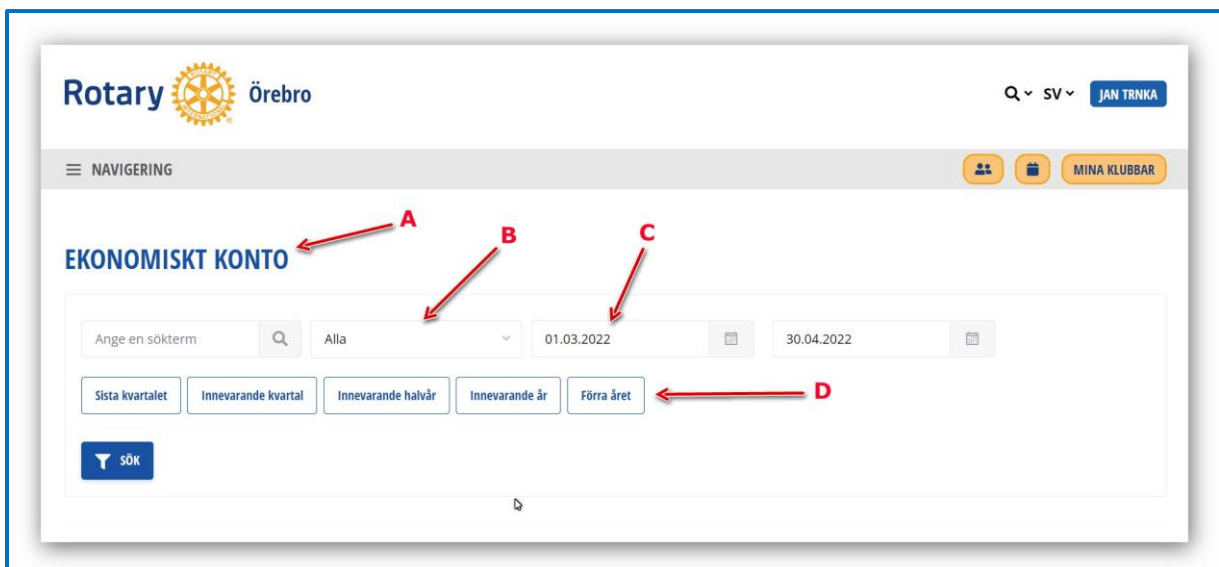 Rotary Örebro
SV JAN TRNKA
NAVIGERING MINA KLUBBAR
A
B
C
EKONOMISKT KONTO
Ange en sökterm Alla 01.03.2022 30.04.2022
Sista kvartalet Innevarande kvartal Innevarande halvår Innevarande år Förra året D
SÖK